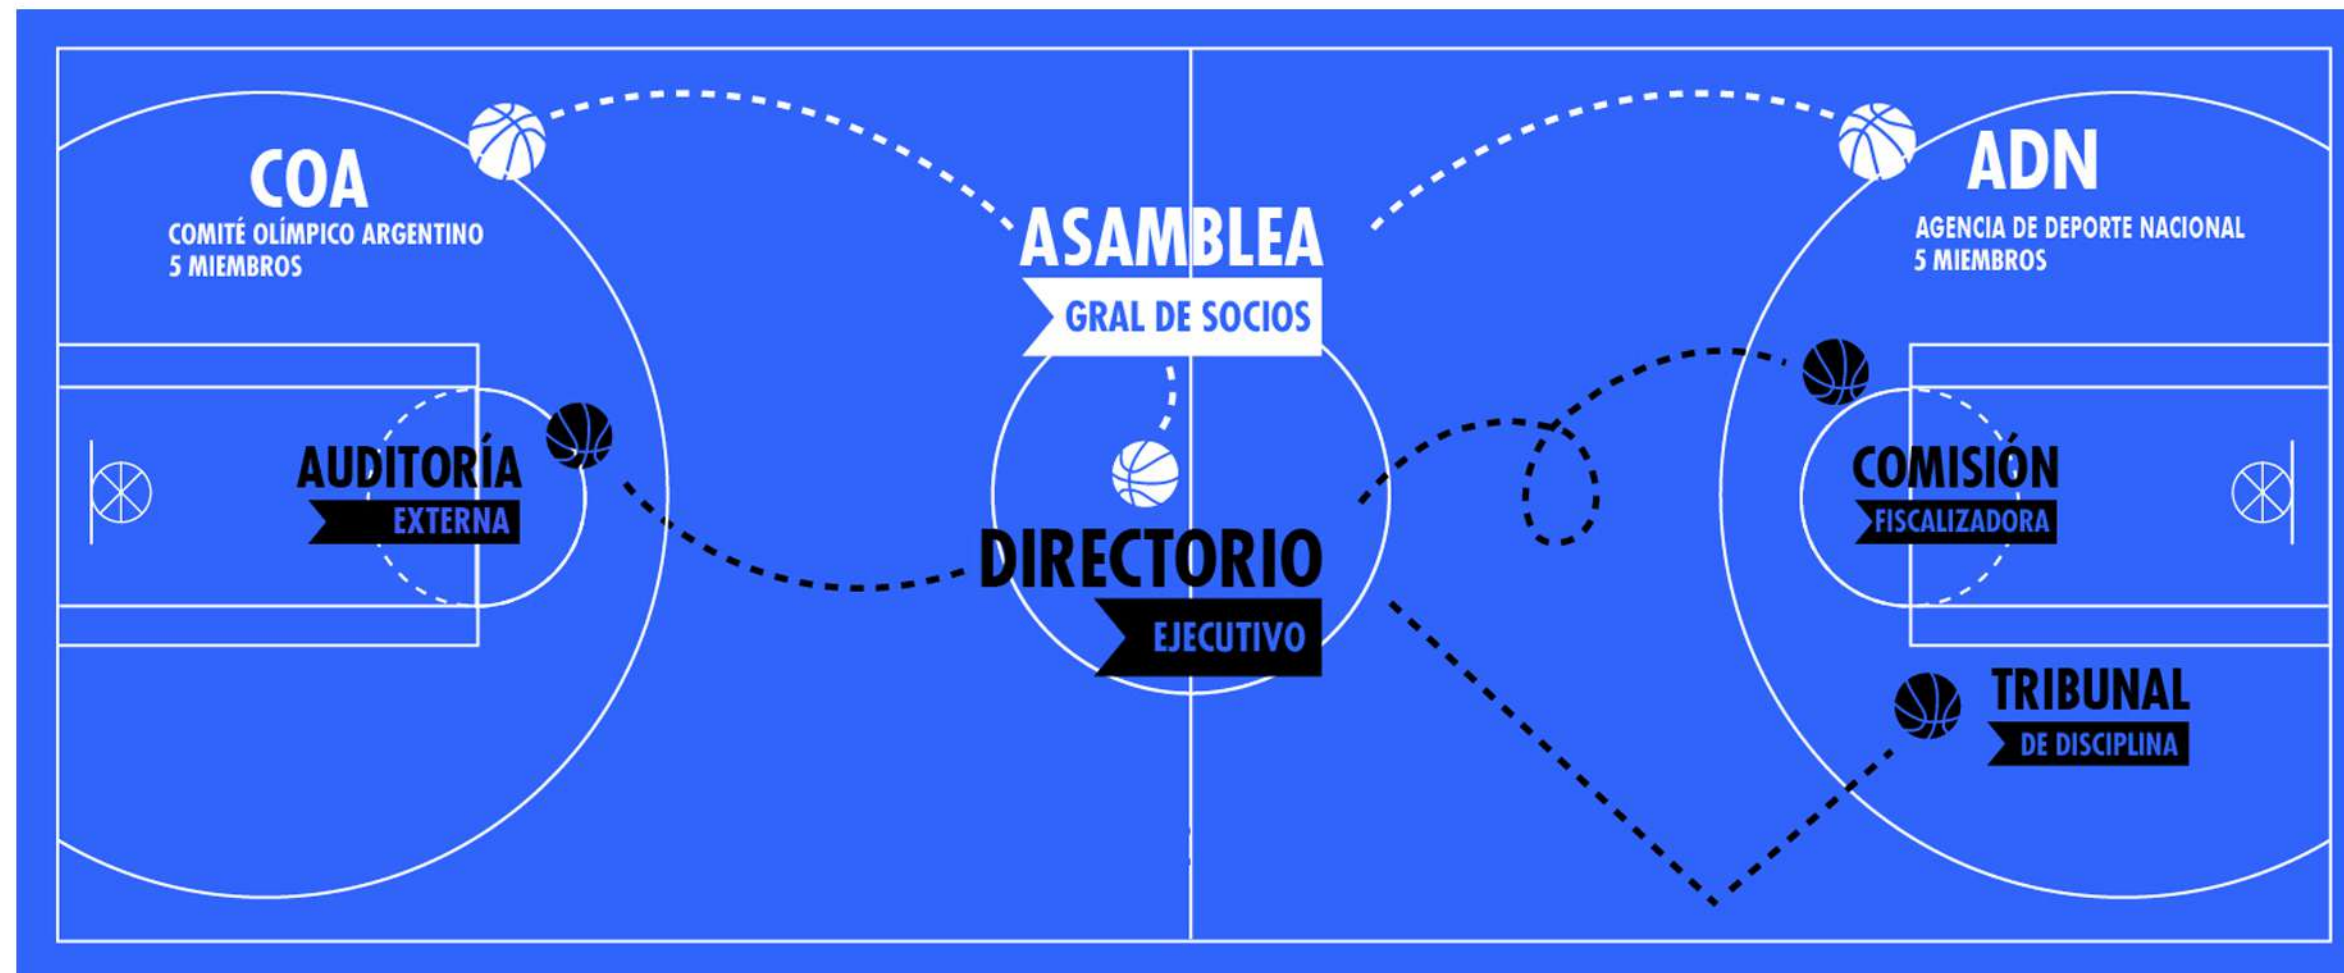 COA
COMITÉ OLÍMPICO ARGENTINO
5 MIEMBROS
ASAMBLEA
GRAL DE SOCIOS
ADN
AGENCIA DE DEPORTE NACIONAL
5 MIEMBROS
AUDITORÍA
EXTERNA
DIRECTORIO
EJECUTIVO
COMISIÓN
FISCALIZADORA
TRIBUNAL
DE DISCIPLINA